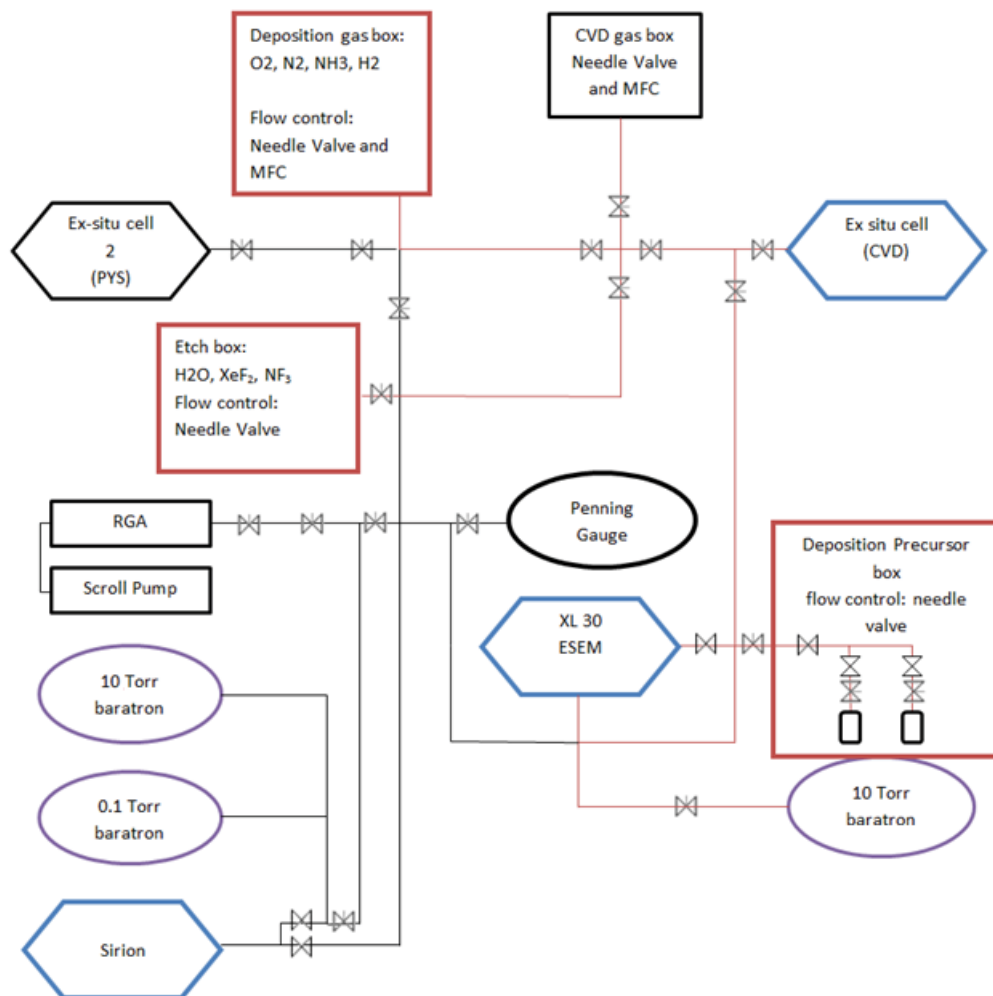 Deposition gas box:
O2, N2, NH3, H2
Flow control:
Needle Valve and
MFC
CVD gas box
Needle Valve
and MFC
Ex-situ cell
2
(PYS)
Ex situ cell
(CVD)
Etch box:
H2O, XeF₂, NF₃
Flow control:
Needle Valve
RGA
Scroll Pump
Penning
Gauge
Deposition Precursor
box
flow control: needle
valve
XL 30
ESEM
10 Torr
baratron
0.1 Torr
baratron
10 Torr
baratron
Sirion